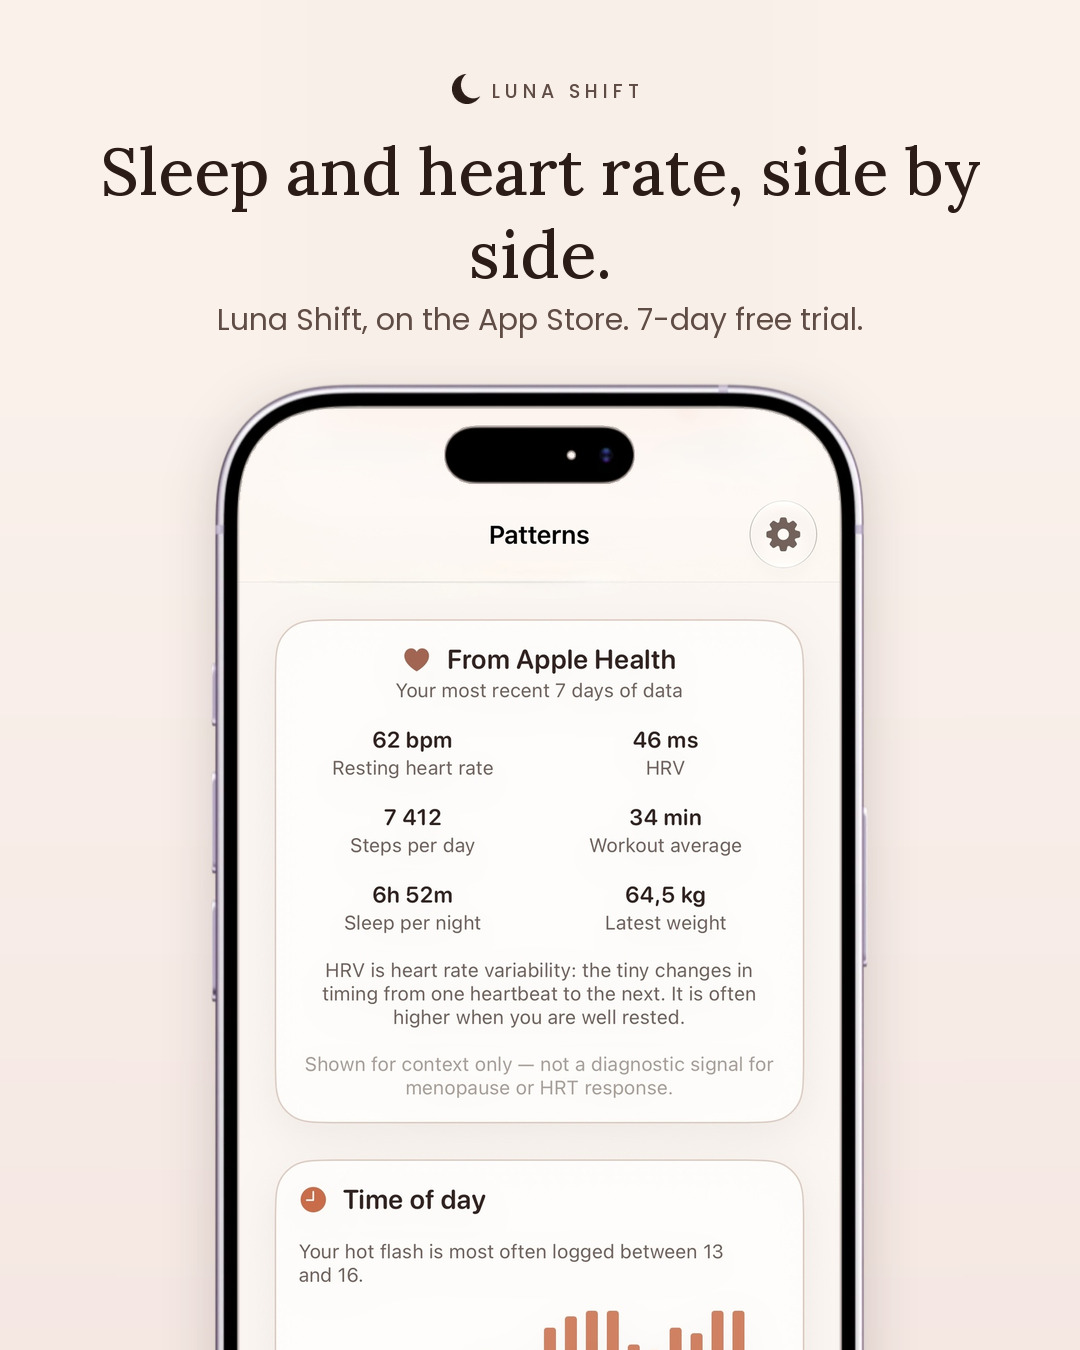 LUNA SHIFT
Sleep and heart rate, side by
side.
Luna Shift, on the App Store. 7-day free trial.
Patterns
From Apple Health
Your most recent 7 days of data
62 bpm
Resting heart rate
46 ms
HRV
7 412
Steps per day
34 min
Workout average
6h 52m
Sleep per night
64,5 kg
Latest weight
HRV is heart rate variability: the tiny changes in
timing from one heartbeat to the next. It is often
higher when you are well rested.
Shown for context only — not a diagnostic signal for
menopause or HRT response.
Time of day
Your hot flash is most often logged between 13
and 16.